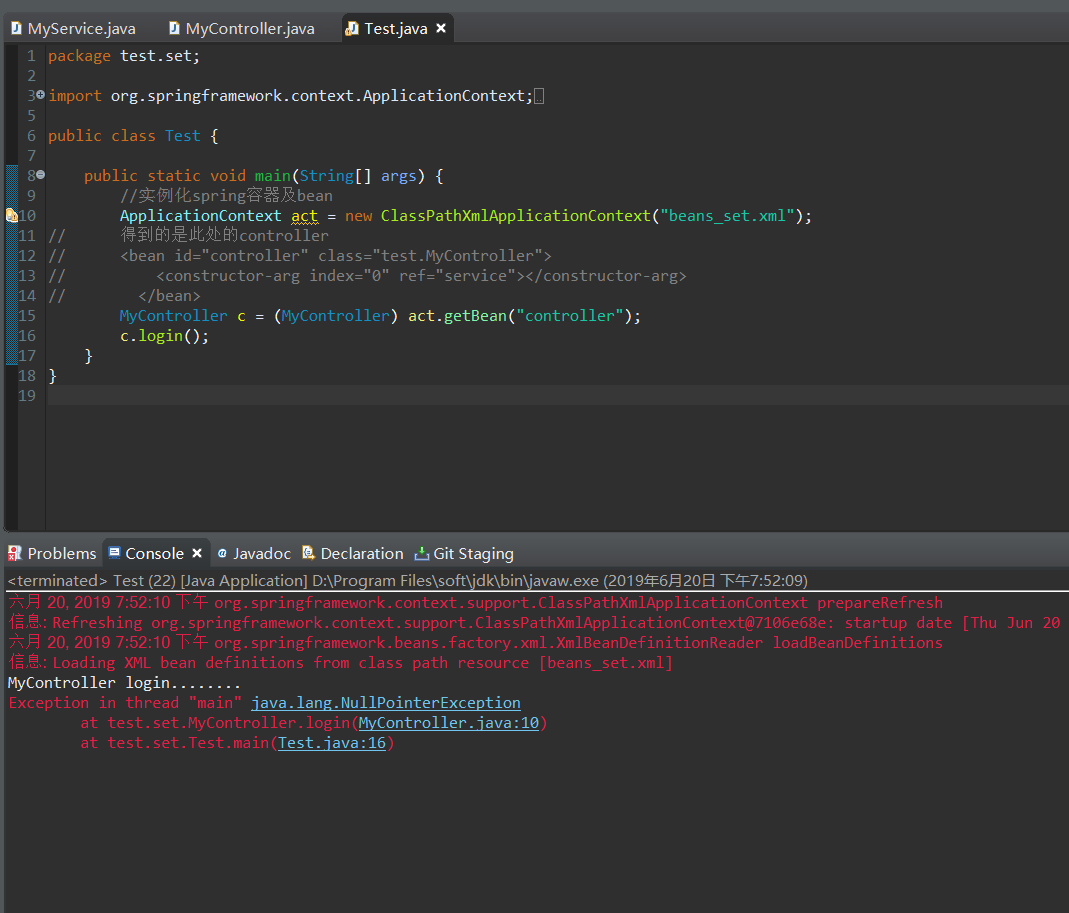 MyService.java MyController.java Test.java
1 package test.set;
2
3 import org.springframework.context.ApplicationContext;
5
6 public class Test {
7
8 public static void main(String[] args) {
9 //实例化spring容器及bean
10 ApplicationContext act = new ClassPathXmlApplicationContext("beans_set.xml");
11 // 得到的是此处的controller
12 // <bean id="controller" class="test.MyController">
13 // <constructor-arg index="0" ref="service"></constructor-arg>
14 // </bean>
15 MyController c = (MyController) act.getBean("controller");
16 c.login();
17 }
18 }
19
Problems Console Javadoc Declaration Git Staging
<terminated> Test (22) [Java Application] D:\Program Files\soft\jdk\bin\javaw.exe (2019年6月20日 下午7:52:09)
六月 20, 2019 7:52:10 下午 org.springframework.context.support.ClassPathXmlApplicationContext prepareRefresh
信息: Refreshing org.springframework.context.support.ClassPathXmlApplicationContext@7106e68e: startup date [Thu Jun 20
六月 20, 2019 7:52:10 下午 org.springframework.beans.factory.xml.XmlBeanDefinitionReader loadBeanDefinitions
信息: Loading XML bean definitions from class path resource [beans_set.xml]
MyController login........
Exception in thread "main" java.lang.NullPointerException
at test.set.MyController.login(MyController.java:10)
at test.set.Test.main(Test.java:16)